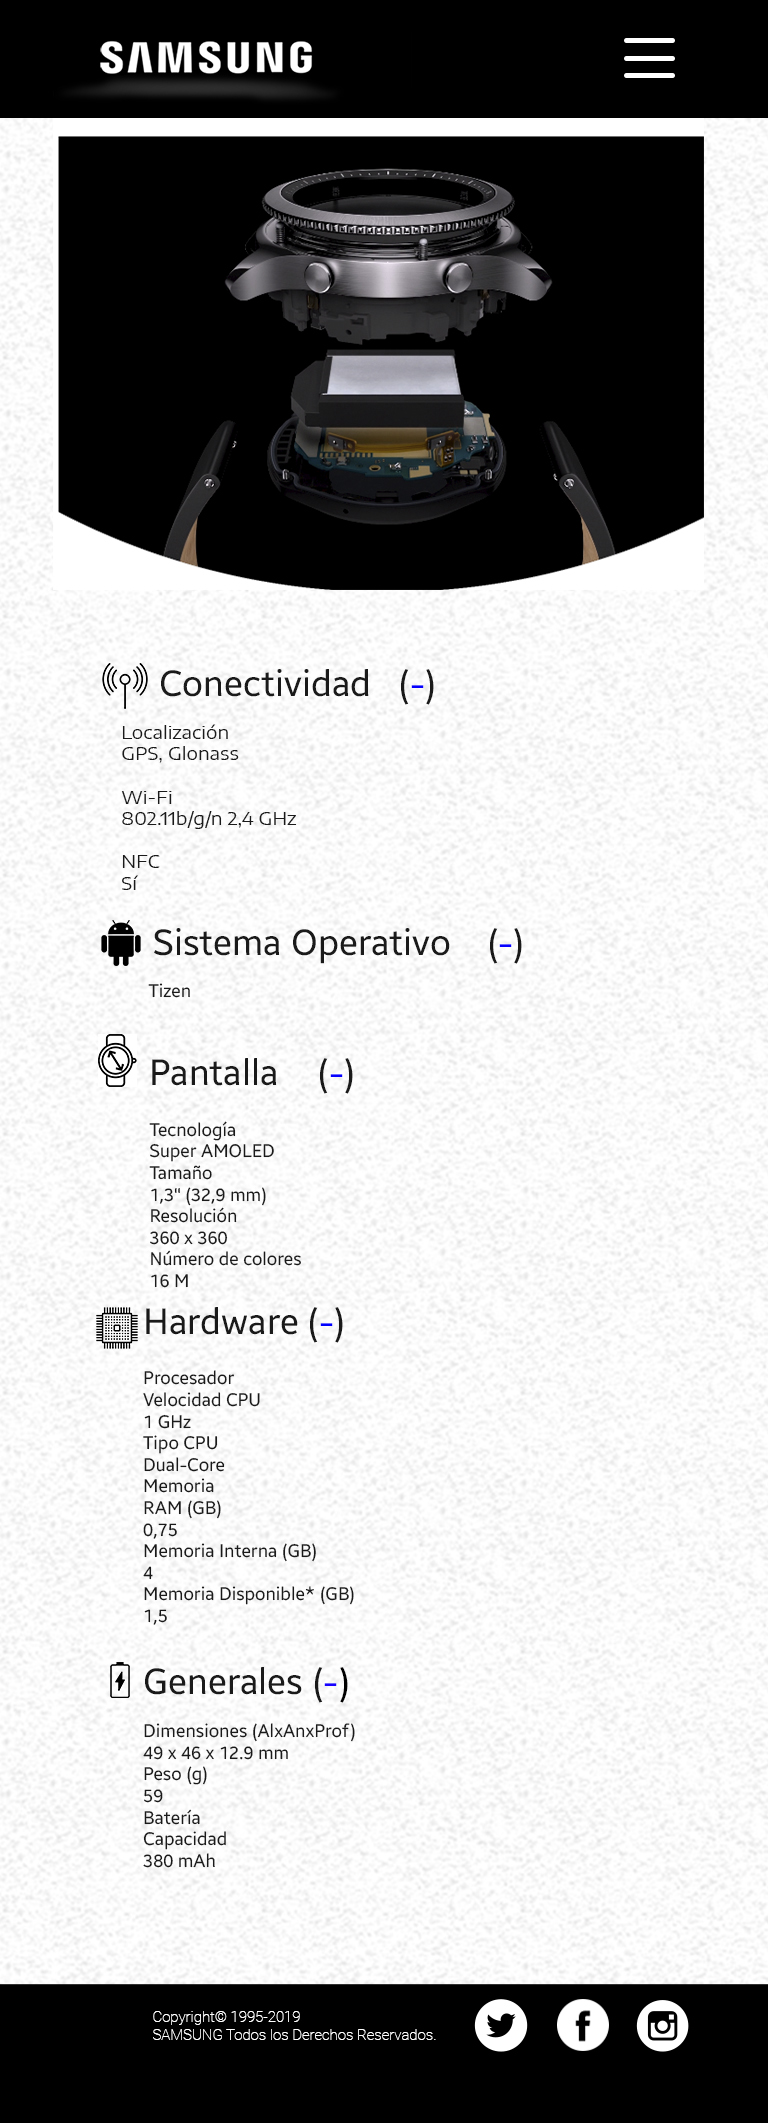 SAMSUNG
Conectividad (-)
Localización
GPS, Glonass
Wi-Fi
802.11b/g/n 2,4 GHz
NFC
Sí
Sistema Operativo (-)
Tizen
Pantalla (-)
Tecnología
Super AMOLED
Tamaño
1,3" (32,9 mm)
Resolución
360 x 360
Número de colores
16 M
Hardware (-)
Procesador
Velocidad CPU
1 GHz
Tipo CPU
Dual-Core
Memoria
RAM (GB)
0,75
Memoria Interna (GB)
4
Memoria Disponible* (GB)
1,5
Generales (-)
Dimensiones (AlxAnxProf)
49 x 46 x 12.9 mm
Peso (g)
59
Batería
Capacidad
380 mAh
Copyright© 1995-2019
SAMSUNG Todos los Derechos Reservados.